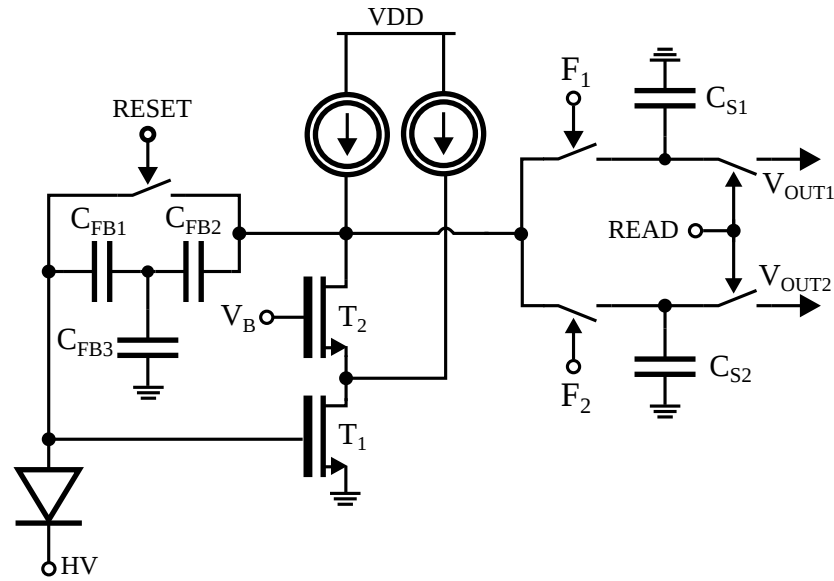 VDD
F1
RESET
CS1
VOUT1
CFB1
CFB2
READ
VOUT2
VB
T2
CFB3
CS2
F2
T1
HV